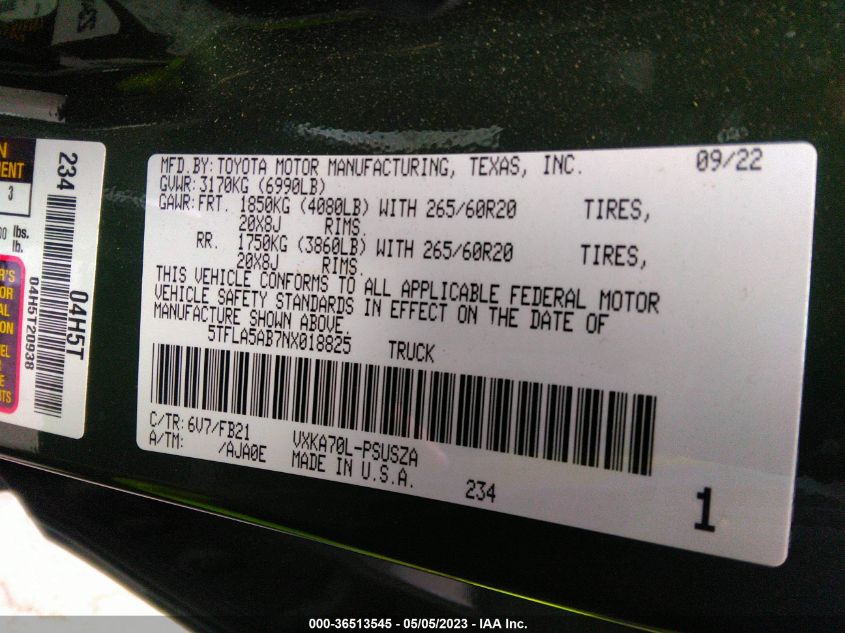 MFD.BY: TOYOTA MOTOR MANUFACTURING, TEXAS, INC. 09/22
GVWR: 3170KG (6990LB)
GAWR: FRT. 1850KG (4080LB) WITH 265/60R20 TIRES,
20X8J RIMS.
RR. 1750KG (3860LB) WITH 265/60R20 TIRES,
20X8J RIMS.
THIS VEHICLE CONFORMS TO ALL APPLICABLE FEDERAL MOTOR
VEHICLE SAFETY STANDARDS IN EFFECT ON THE DATE OF
MANUFACTURE SHOWN ABOVE.
5TFLA5AB7NX018825 TRUCK
C/TR: 6V7/FB21 VXKA70L-PSUSZA
A/TM: /AJA0E MADE IN U.S.A.
234
1
234
04H5T
04H5T20938
3
lbs.
lb.
000-36513545 - 05/05/2023 - IAA Inc.